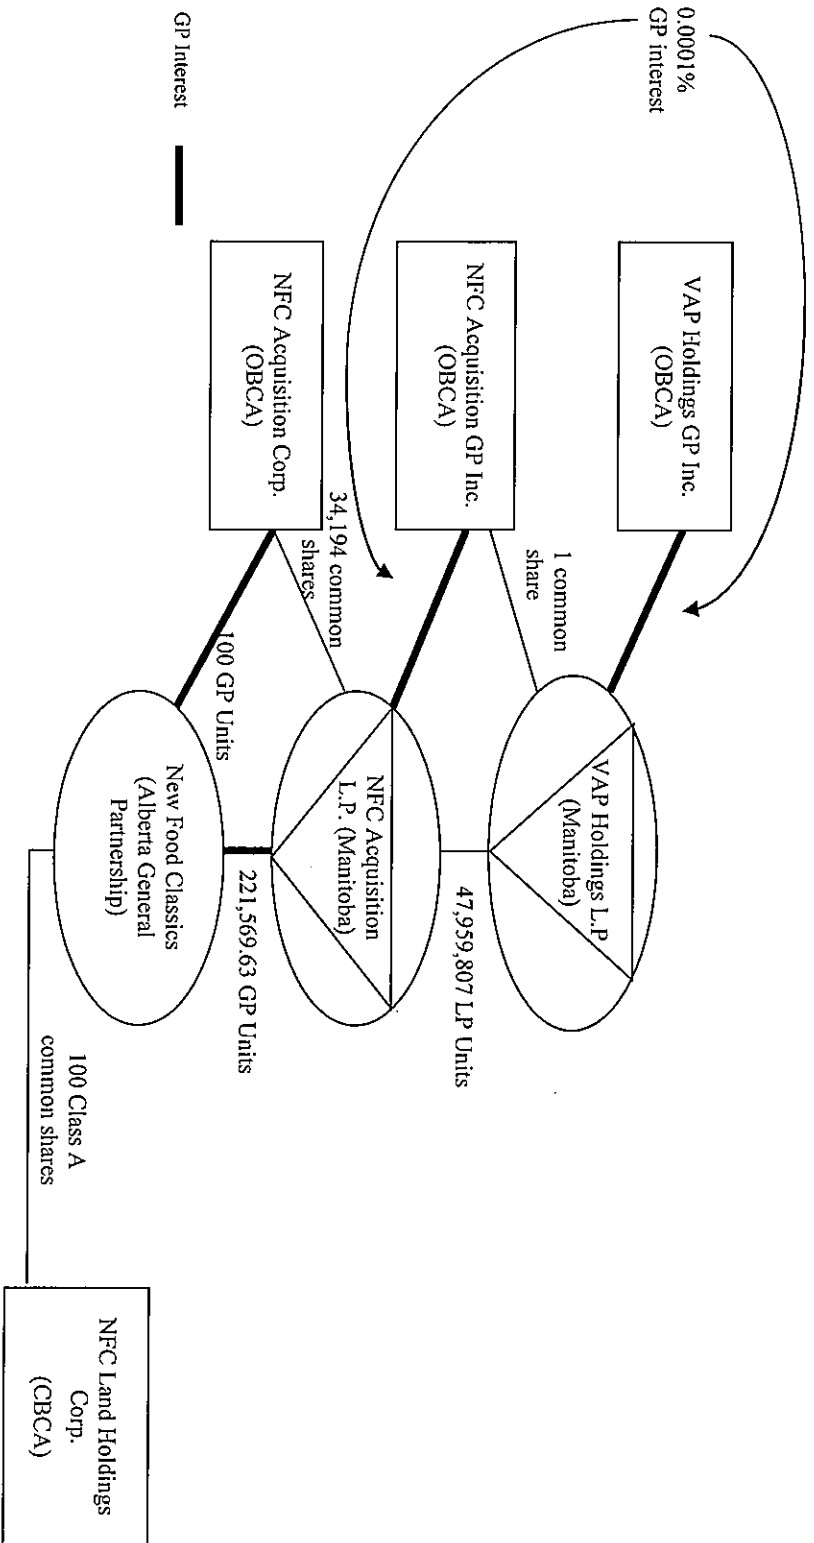 0.0001%
GP interest
VAP Holdings GP Inc.
(OBCA)
VAP Holdings L.P
(Manitoba)
1 common
share
NFC Acquisition GP Inc.
(OBCA)
47,959,807 LP Units
NFC Acquisition
L.P. (Manitoba)
34,194 common
shares
NFC Acquisition Corp.
(OBCA)
221,569.63 GP Units
100 GP Units
New Food Classics
(Alberta General
Partnership)
GP Interest
100 Class A
common shares
NFC Land Holdings
Corp.
(CBCA)